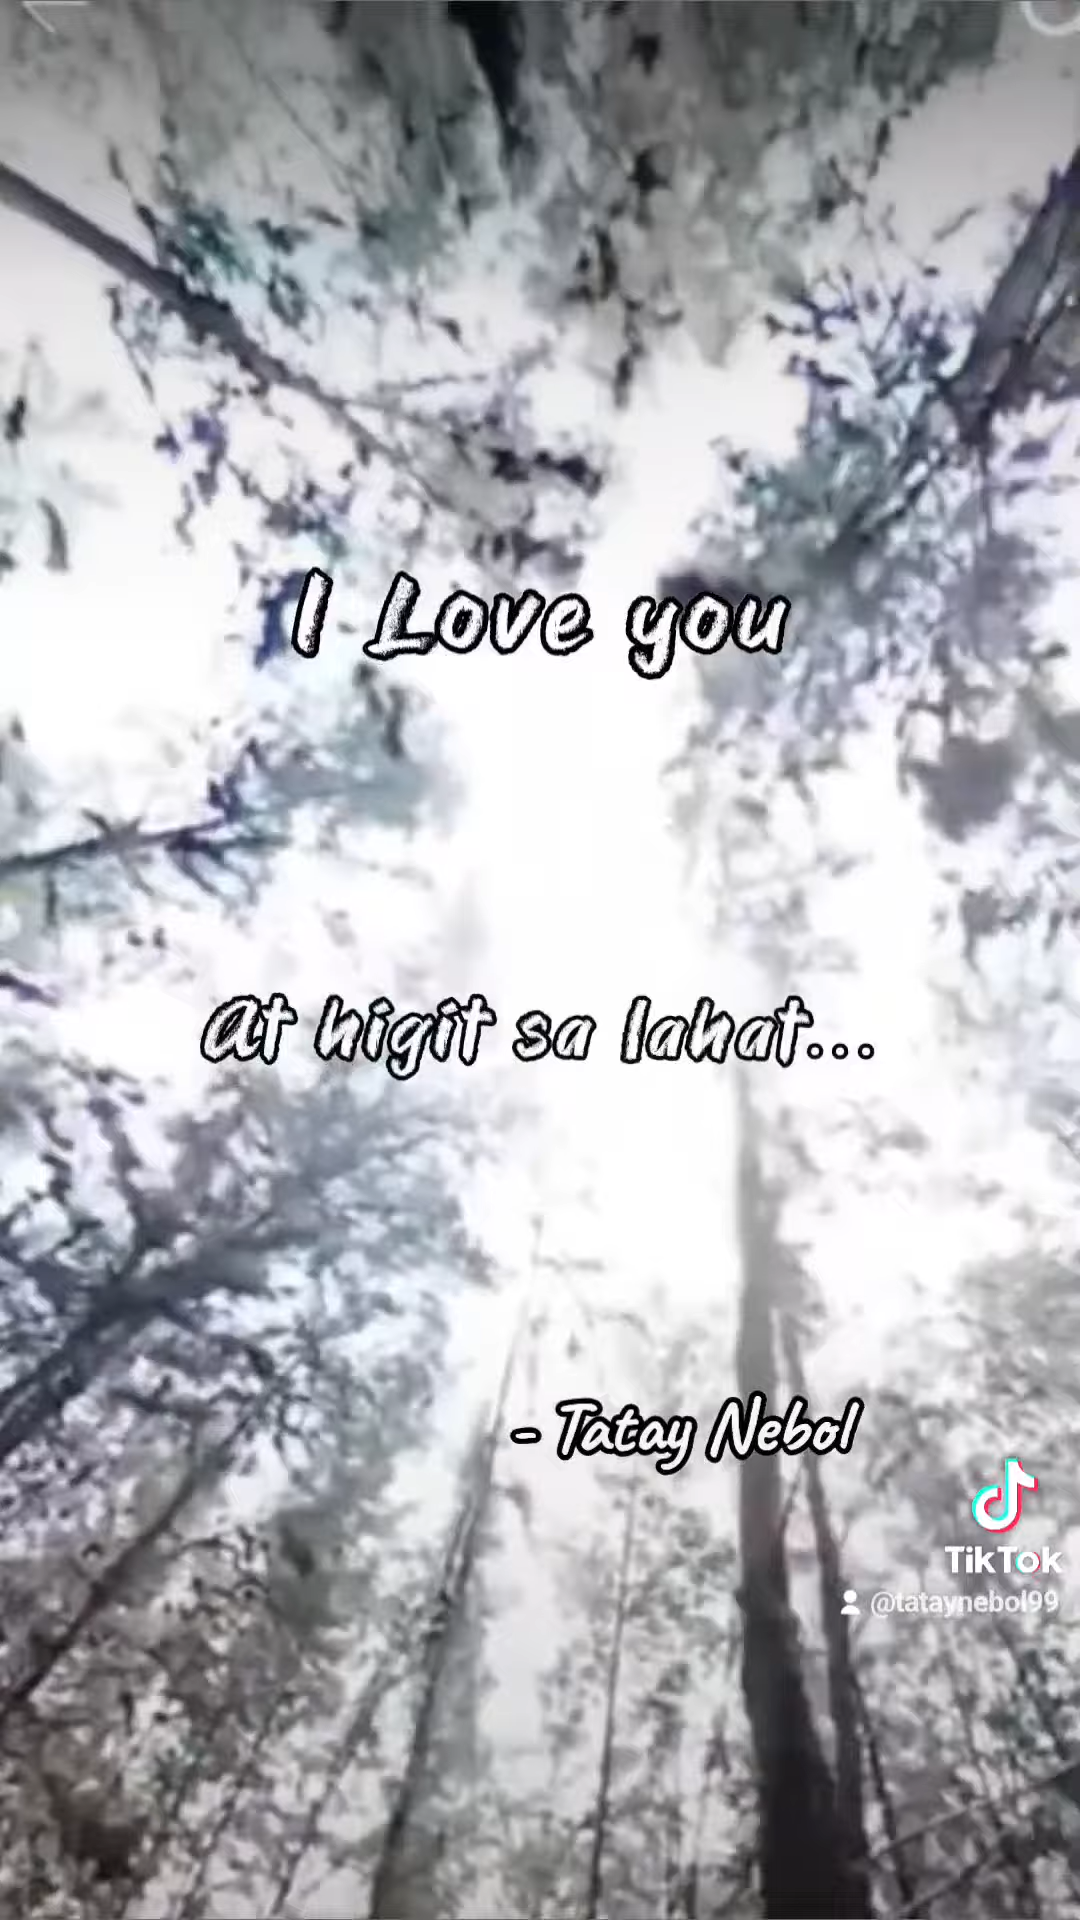 I Love you
At higit sa lahat...
- Tatay Nebol
TikTok
@tataynebol99